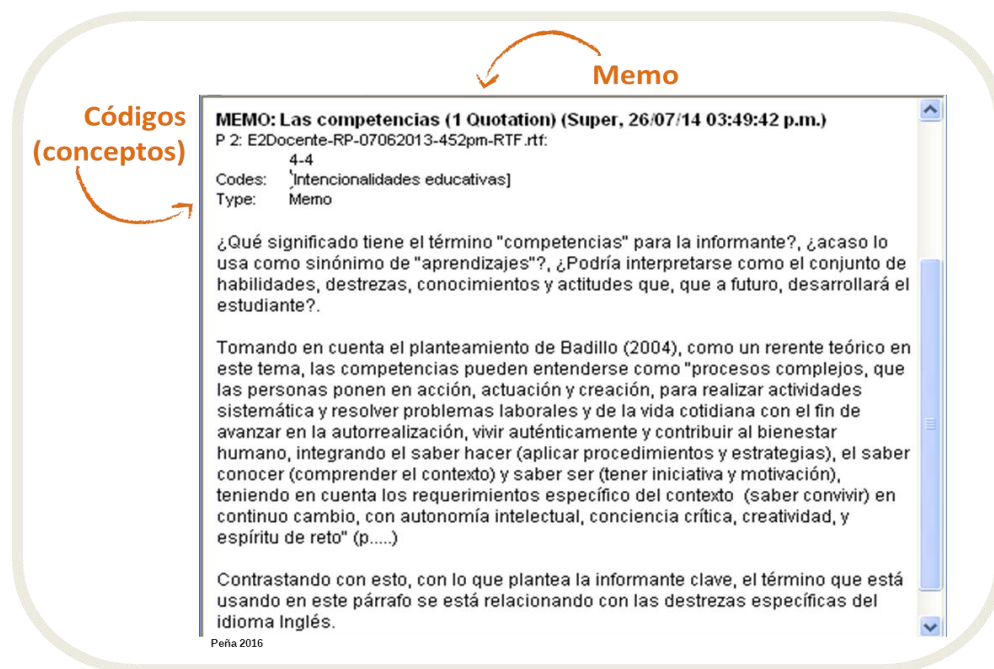 Memo
Códigos
(conceptos)
MEMO: Las competencias (1 Quotation) (Super, 26/07/14 03:49:42 p.m.)
P 2: E2Docente-RP-07062013-452pm-RTF.rtf:
4-4
Codes: [Intencionalidades educativas]
Type: Memo
¿Qué significado tiene el término "competencias" para la informante?, ¿acaso lo
usa como sinónimo de "aprendizajes"?, ¿Podría interpretarse como el conjunto de
habilidades, destrezas, conocimientos y actitudes que, que a futuro, desarrollará el
estudiante?.
Tomando en cuenta el planteamiento de Badillo (2004), como un rerente teórico en
este tema, las competencias pueden entenderse como "procesos complejos, que
las personas ponen en acción, actuación y creación, para realizar actividades
sistemática y resolver problemas laborales y de la vida cotidiana con el fin de
avanzar en la autorrealización, vivir auténticamente y contribuir al bienestar
humano, integrando el saber hacer (aplicar procedimientos y estrategias), el saber
conocer (comprender el contexto) y saber ser (tener iniciativa y motivación),
teniendo en cuenta los requerimientos específico del contexto (saber convivir) en
continuo cambio, con autonomía intelectual, conciencia crítica, creatividad, y
espíritu de reto" (p.....)
Contrastando con esto, con lo que plantea la informante clave, el término que está
usando en este párrafo se está relacionando con las destrezas específicas del
idioma Inglés.
Peña 2016